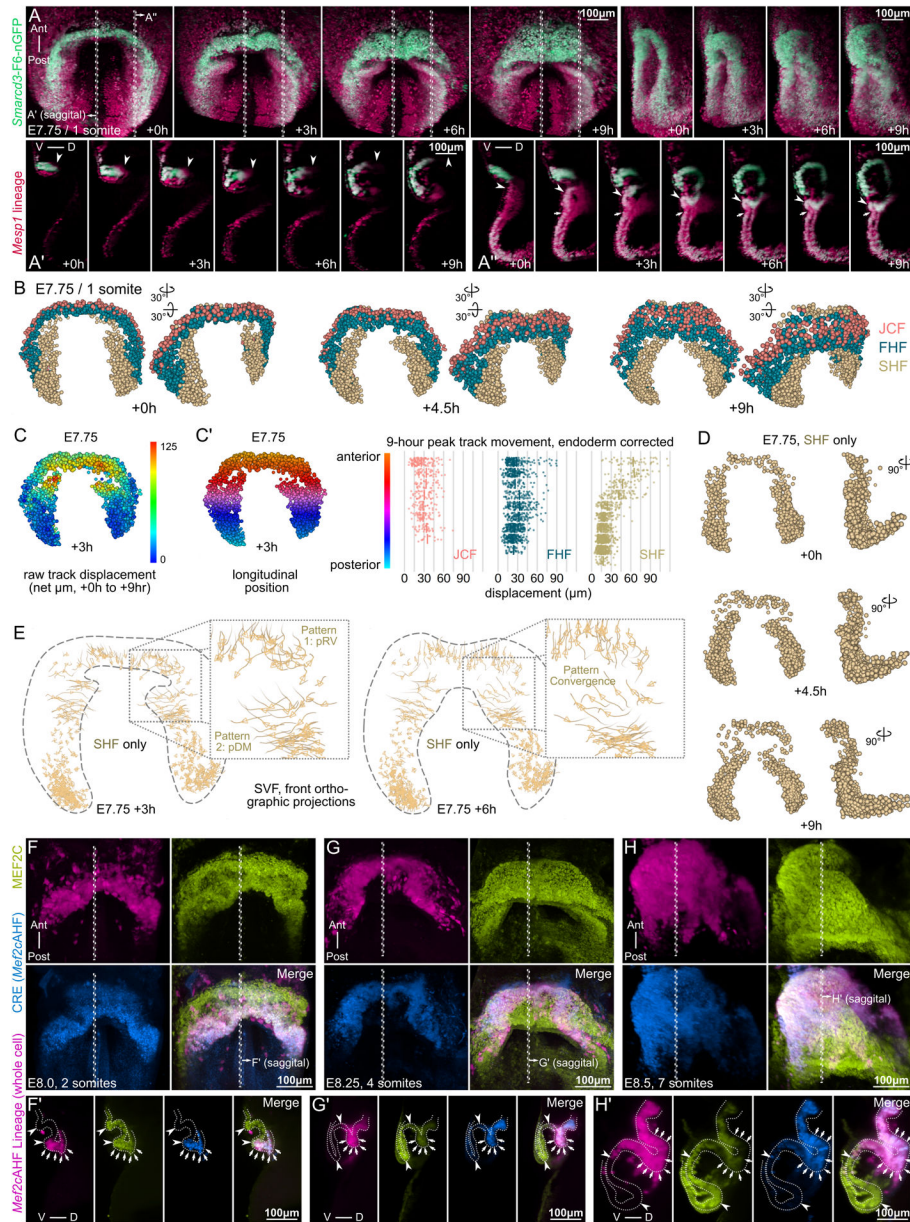 A
A"
100µm
100µm
Smarcd3-F6-nGFP
Ant
Post
A' (saggital)
E7.75 / 1 somite
+0h
+3h
+6h
+9h
+0h
+3h
+6h
+9h
Mesp1 lineage
V — D
100µm
V — D
100µm
A'
+0h
+3h
+6h
+9h
A"
+0h
+3h
+6h
+9h
B
E7.75 / 1 somite
30°
30°
30°
30°
30°
30°
JCF
FHF
SHF
+0h
+4.5h
+9h
C
E7.75
125
0
+3h
raw track displacement
(net µm, +0h to +9hr)
C'
E7.75
+3h
longitudinal
position
9-hour peak track movement, endoderm corrected
anterior
posterior
JCF
FHF
SHF
0 30 60 90
0 30 60 90
0 30 60 90
displacement (µm)
D
E7.75, SHF only
90°
+0h
90°
+4.5h
90°
+9h
E
Pattern
1: pRV
Pattern
2: pDM
SHF only
E7.75 +3h
SVF, front ortho-
graphic projections
Pattern
Convergence
SHF only
E7.75 +6h
Mef2cAHF Lineage (whole cell)
CRE (Mef2cAHF)
MEF2C
F
Ant
Post
Merge
F' (saggital)
E8.0, 2 somites
100µm
G
Ant
Post
Merge
G' (saggital)
E8.25, 4 somites
100µm
H
Ant
Post
Merge
H' (saggital)
E8.5, 7 somites
100µm
F'
Merge
V — D
100µm
G'
Merge
V — D
100µm
H'
Merge
V — D
100µm